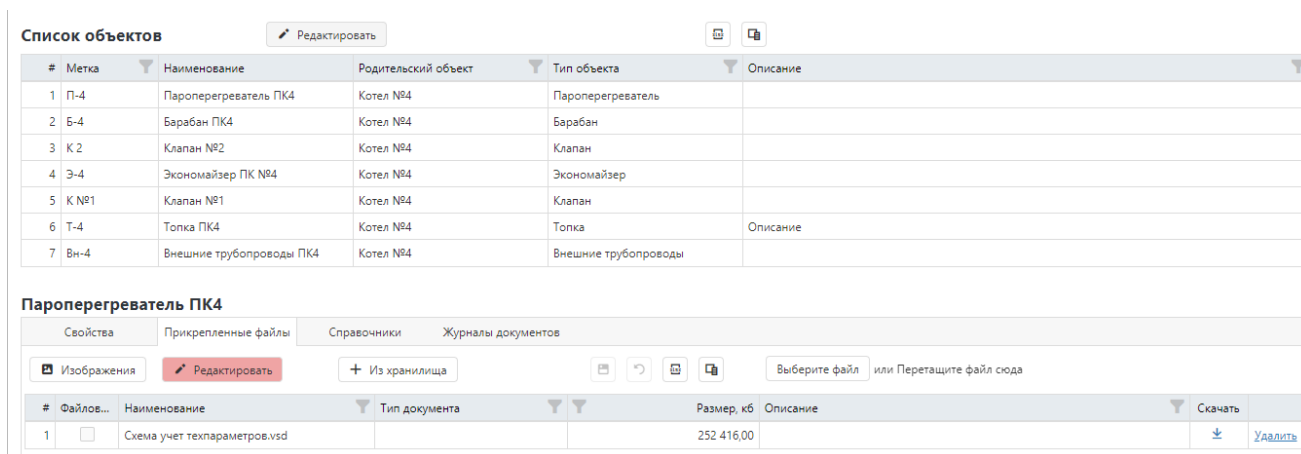 Список объектов Редактировать
# Метка Наименование Родительский объект Тип объекта Описание
1 П-4 Пароперегреватель ПК4 Котел №4 Пароперегреватель
2 Б-4 Барабан ПК4 Котел №4 Барабан
3 К 2 Клапан №2 Котел №4 Клапан
4 Э-4 Экономайзер ПК №4 Котел №4 Экономайзер
5 К №1 Клапан №1 Котел №4 Клапан
6 Т-4 Топка ПК4 Котел №4 Топка Описание
7 Вн-4 Внешние трубопроводы ПК4 Котел №4 Внешние трубопроводы
Пароперегреватель ПК4
Свойства Прикрепленные файлы Справочники Журналы документов
Изображения Редактировать + Из хранилища Выберите файл или Перетащите файл сюда
# Файлов... Наименование Тип документа Размер, кб Описание Скачать
1 Схема учет техпараметров.vsd 252 416,00 Удалить